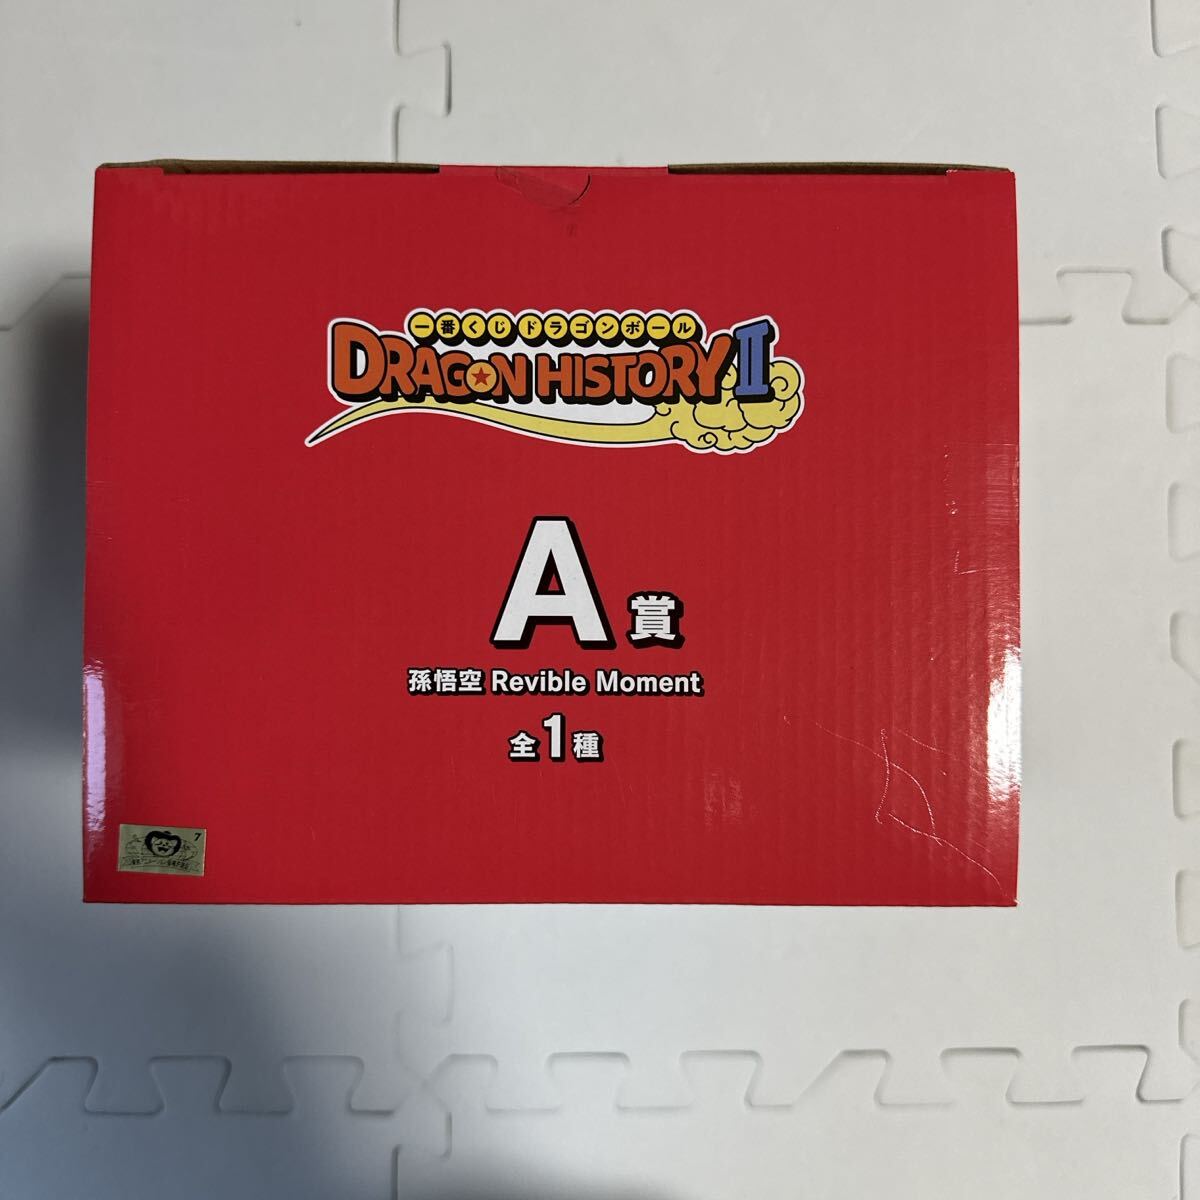 一番くじ ドラゴンボール
DRAGON HISTORY II
A賞
孫悟空 Revible Moment
全1種
7